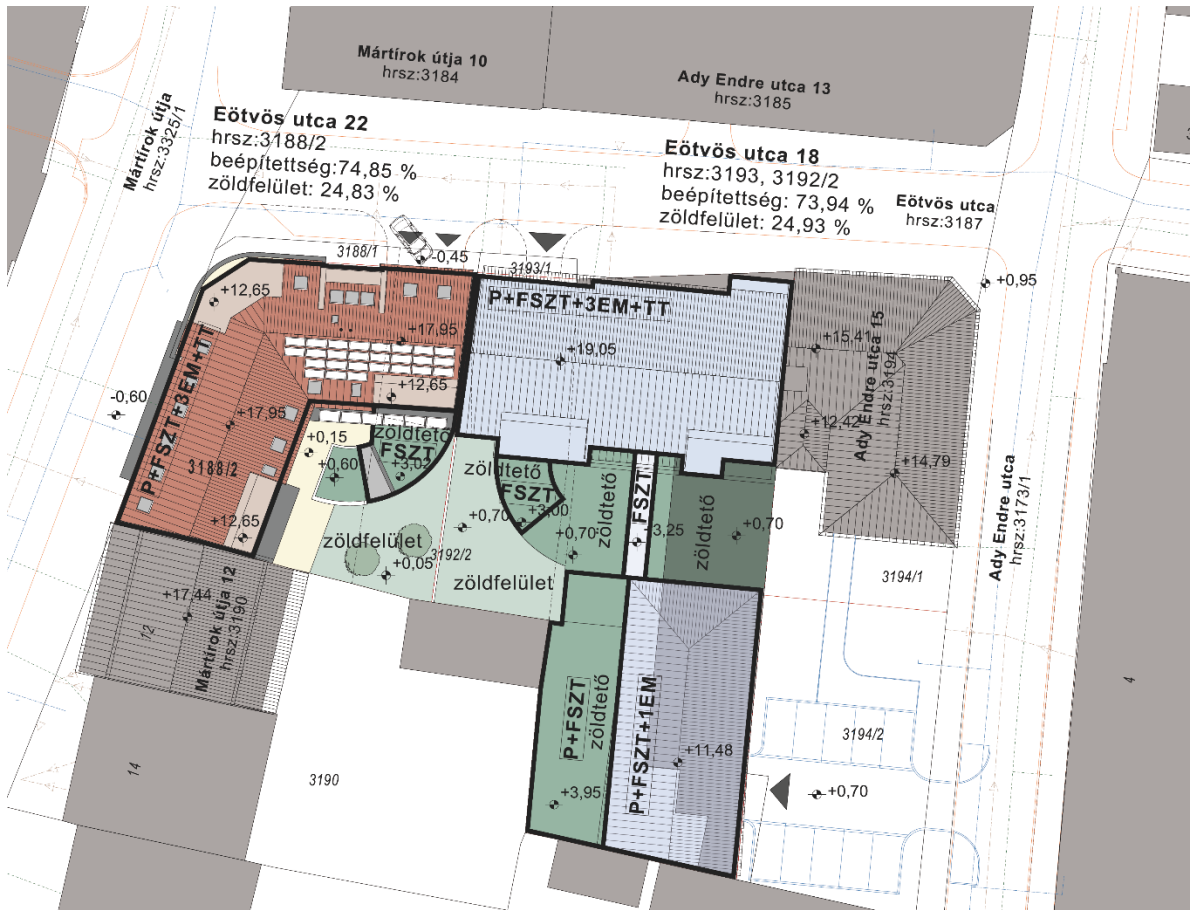 Mártírok útja 10
hrsz:3184
Ady Endre utca 13
hrsz:3185
Mártírok útja
hrsz:3325/1
Eötvös utca 22
hrsz:3188/2
beépítettség:74,85 %
zöldfelület: 24,83 %
Eötvös utca 18
hrsz:3193, 3192/2
beépítettség: 73,94 %
zöldfelület: 24,93 %
Eötvös utca
hrsz:3187
3188/1
-0,45
3193/1
+0,95
+12,65
P+FSZT+3EM+TT
+17,95
+19,05
+15,41
Ady Endre utca 15
hrsz:3194
P+FSZT+3EM+TT
+12,65
-0,60
+17,95
3188/2
+12,42
+14,79
+0,15
zöldtető
FSZT
+3,02
+0,60
zöldtető
FSZT
+3,00
zöldtető
FSZT
zöldtető
+12,65
+0,70
+0,70
+3,25
+0,70
zöldfelület
3192/2
+0,05
zöldfelület
3194/1
Ady Endre utca
hrsz:3173/1
+17,44
12
Mártírok útja 12
hrsz:3190
P+FSZT
zöldtető
P+FSZT+1EM
+11,48
3194/2
4
14
3190
+3,95
+0,70